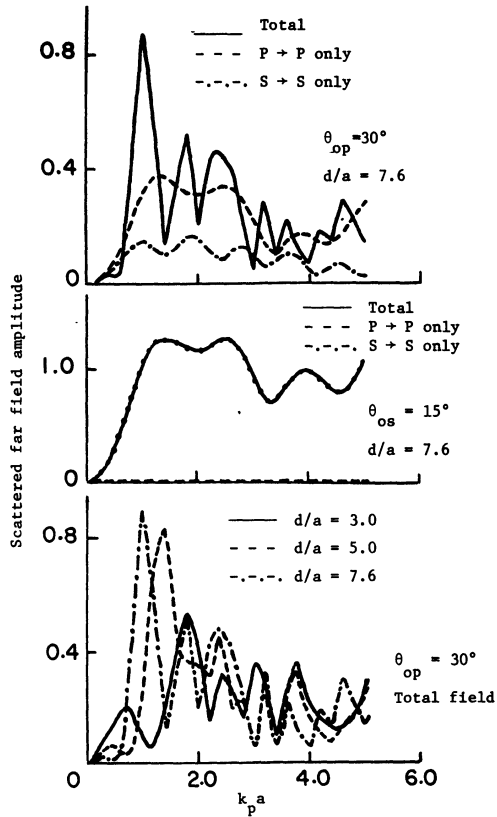 Total
P → P only
S → S only
0.8
θop=30°
d/a = 7.6
0.4
0
Scattered far field amplitude
Total
P → P only
S → S only
1.0
θos = 15°
d/a = 7.6
0
d/a = 3.0
d/a = 5.0
d/a = 7.6
0.8
0.4
θop = 30°
Total field
0 2.0 4.0 6.0
kpa